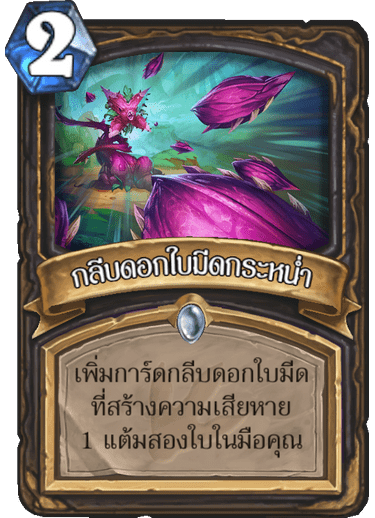 2
กลีบดอกใบมีดกระหน่ำ
เพิ่มการ์ดกลีบดอกใบมีด
ที่สร้างความเสียหาย
1 แต้มสองใบในมือคุณ